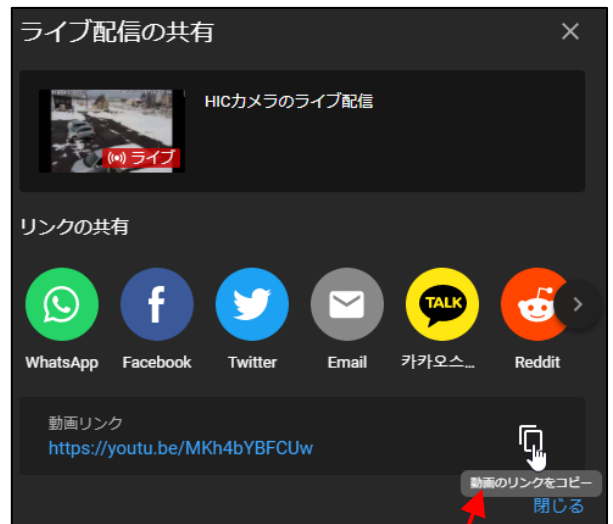 ライブ配信の共有
HICカメラのライブ配信
ライブ
リンクの共有
TALK
WhatsApp
Facebook
Twitter
Email
카카오스...
Reddit
動画リンク
https://youtu.be/MKh4bYBFCUw
動画のリンクをコピー
閉じる